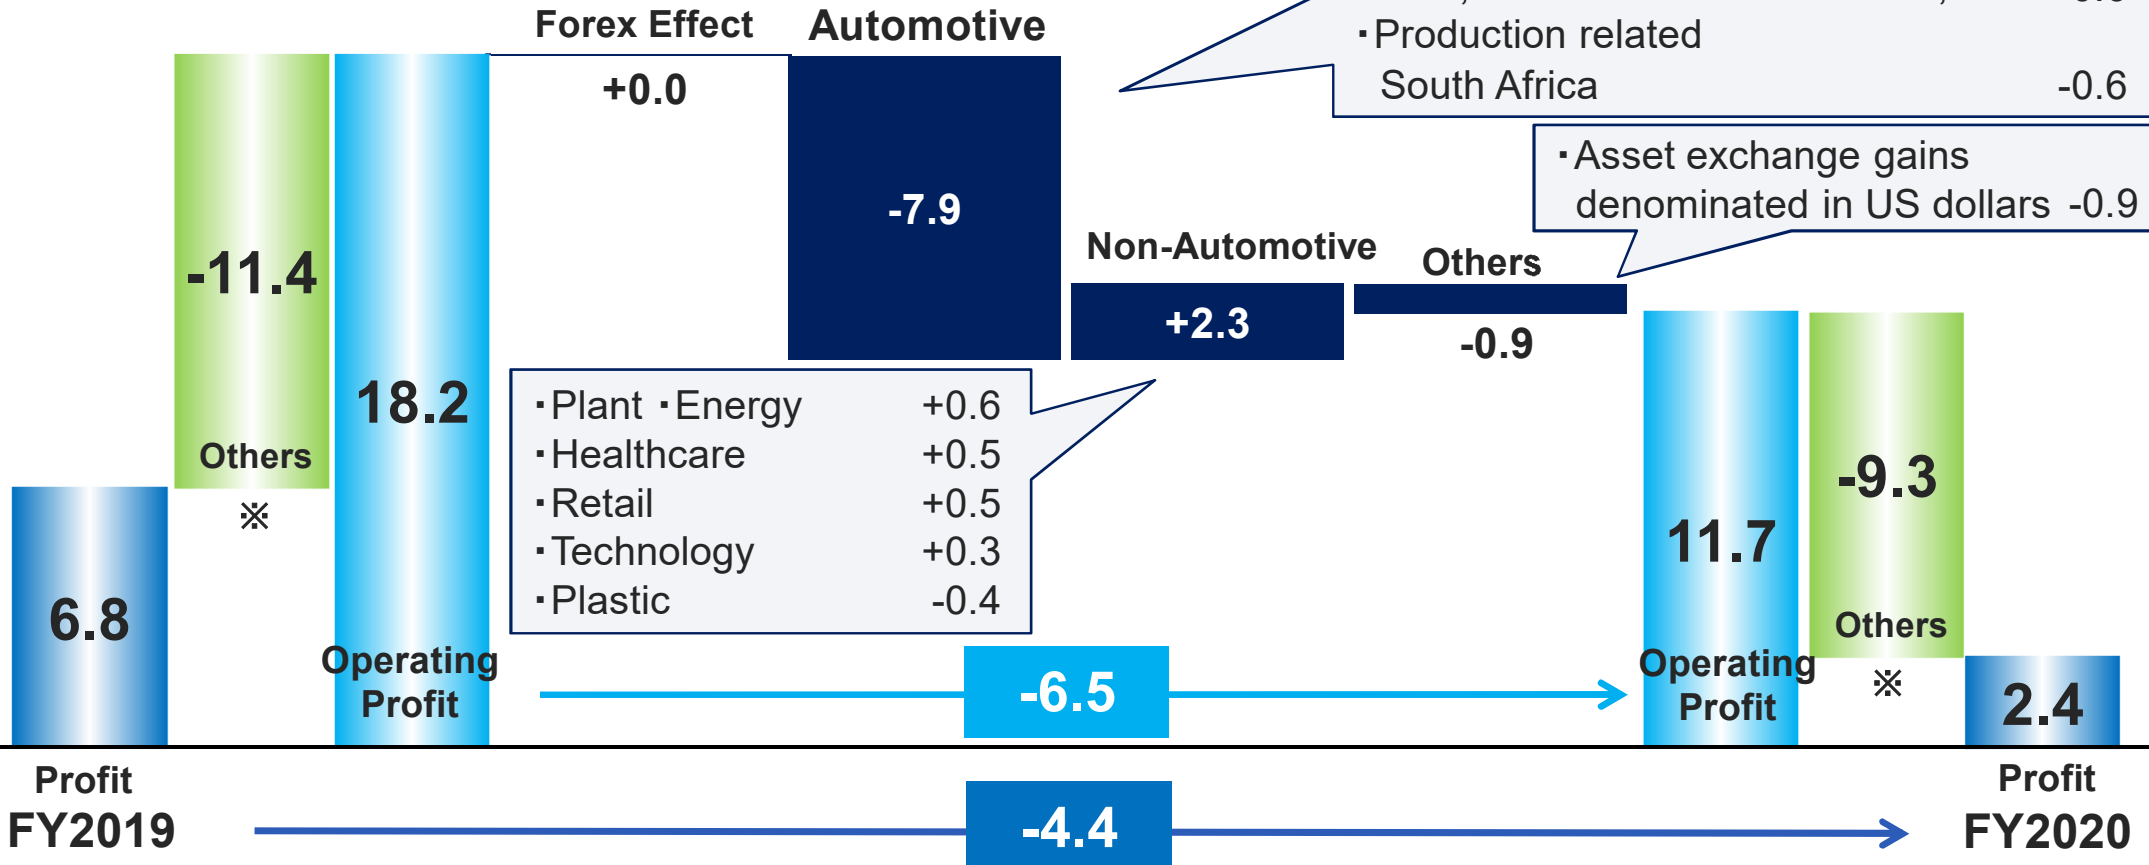 Forex Effect
+0.0
Automotive
-7.9
・Production related
South Africa -0.6
・Asset exchange gains
denominated in US dollars -0.9
Non-Automotive
+2.3
Others
-0.9
-11.4
Others
※
18.2
Operating
Profit
6.8
・Plant ・Energy +0.6
・Healthcare +0.5
・Retail +0.5
・Technology +0.3
・Plastic -0.4
-6.5
11.7
Operating
Profit
-9.3
Others
※
2.4
Profit
FY2019
-4.4
Profit
FY2020